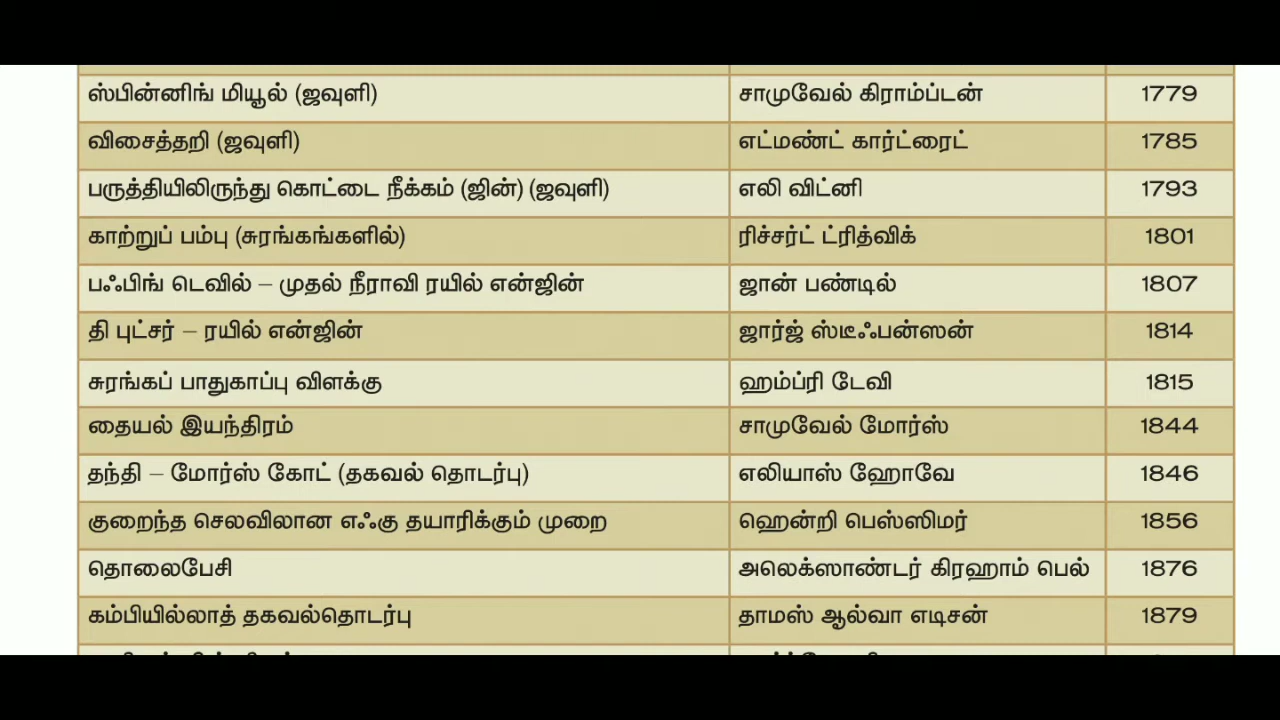 ஸ்பின்னிங் மியூல் (ஜவுளி) சாமுவேல் கிராம்ப்டன் 1779
விசைத்தறி (ஜவுளி) எட்மண்ட் கார்ட்ரைட் 1785
பருத்தியிலிருந்து கொட்டை நீக்கம் (ஜின்) (ஜவுளி) எலி விட்னி 1793
காற்றுப் பம்பு (சுரங்கங்களில்) ரிச்சர்ட் ட்ரித்விக் 1801
பஃபிங் டெவில் – முதல் நீராவி ரயில் என்ஜின் ஜான் பண்டில் 1807
தி புட்சர் – ரயில் என்ஜின் ஜார்ஜ் ஸ்டீஃபன்ஸன் 1814
சுரங்கப் பாதுகாப்பு விளக்கு ஹம்ப்ரி டேவி 1815
தையல் இயந்திரம் சாமுவேல் மோர்ஸ் 1844
தந்தி – மோர்ஸ் கோட் (தகவல் தொடர்பு) எலியாஸ் ஹோவே 1846
குறைந்த செலவிலான எஃகு தயாரிக்கும் முறை ஹென்றி பெஸ்ஸிமர் 1856
தொலைபேசி அலெக்ஸாண்டர் கிரஹாம் பெல் 1876
கம்பியில்லாத் தகவல்தொடர்பு தாமஸ் ஆல்வா எடிசன் 1879